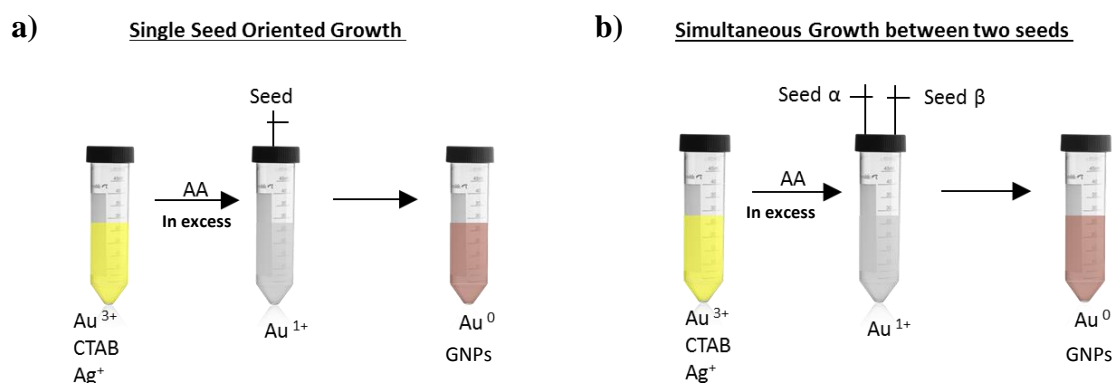 a)
Single Seed Oriented Growth
Seed
AA
In excess
Au 3+
CTAB
Ag+
Au 1+
Au 0
GNPs
b)
Simultaneous Growth between two seeds
Seed α
Seed β
AA
In excess
Au 3+
CTAB
Ag+
Au 1+
Au 0
GNPs